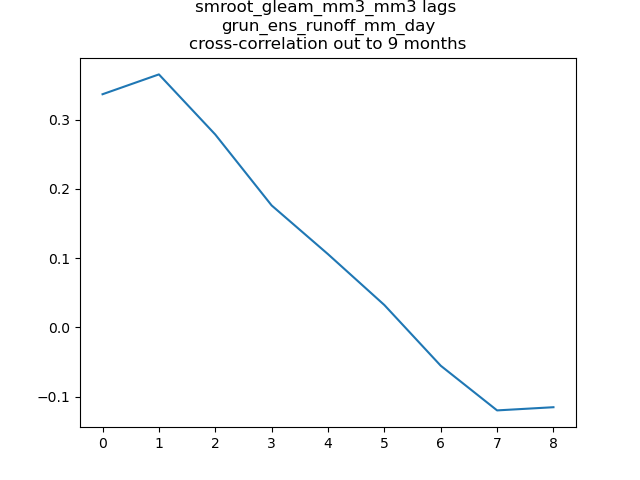 smroot_gleam_mm3_mm3 lags
grun_ens_runoff_mm_day
cross-correlation out to 9 months
0.3
0.2
0.1
0.0
−0.1
0 1 2 3 4 5 6 7 8